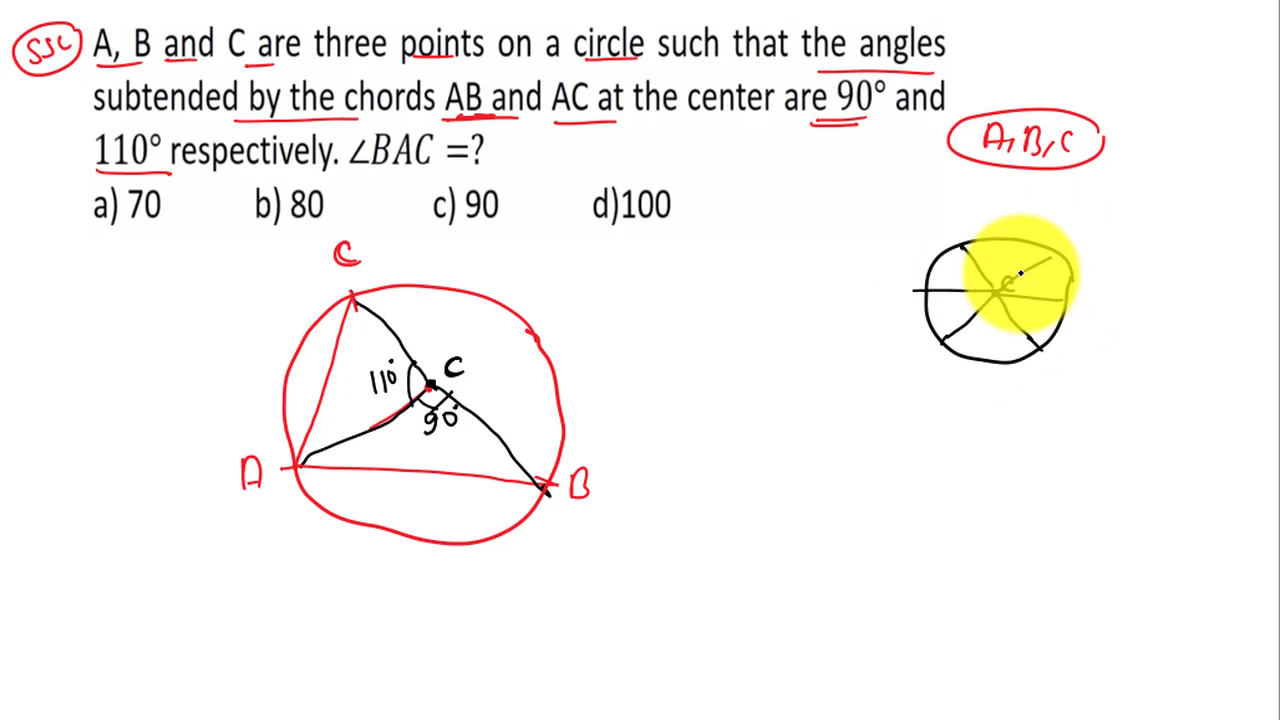 SSC A, B and C are three points on a circle such that the angles
subtended by the chords AB and AC at the center are 90° and
110° respectively. ∠BAC =?
A, B, C
a) 70 b) 80 c) 90 d)100
C
C
C
110°
90°
A
B